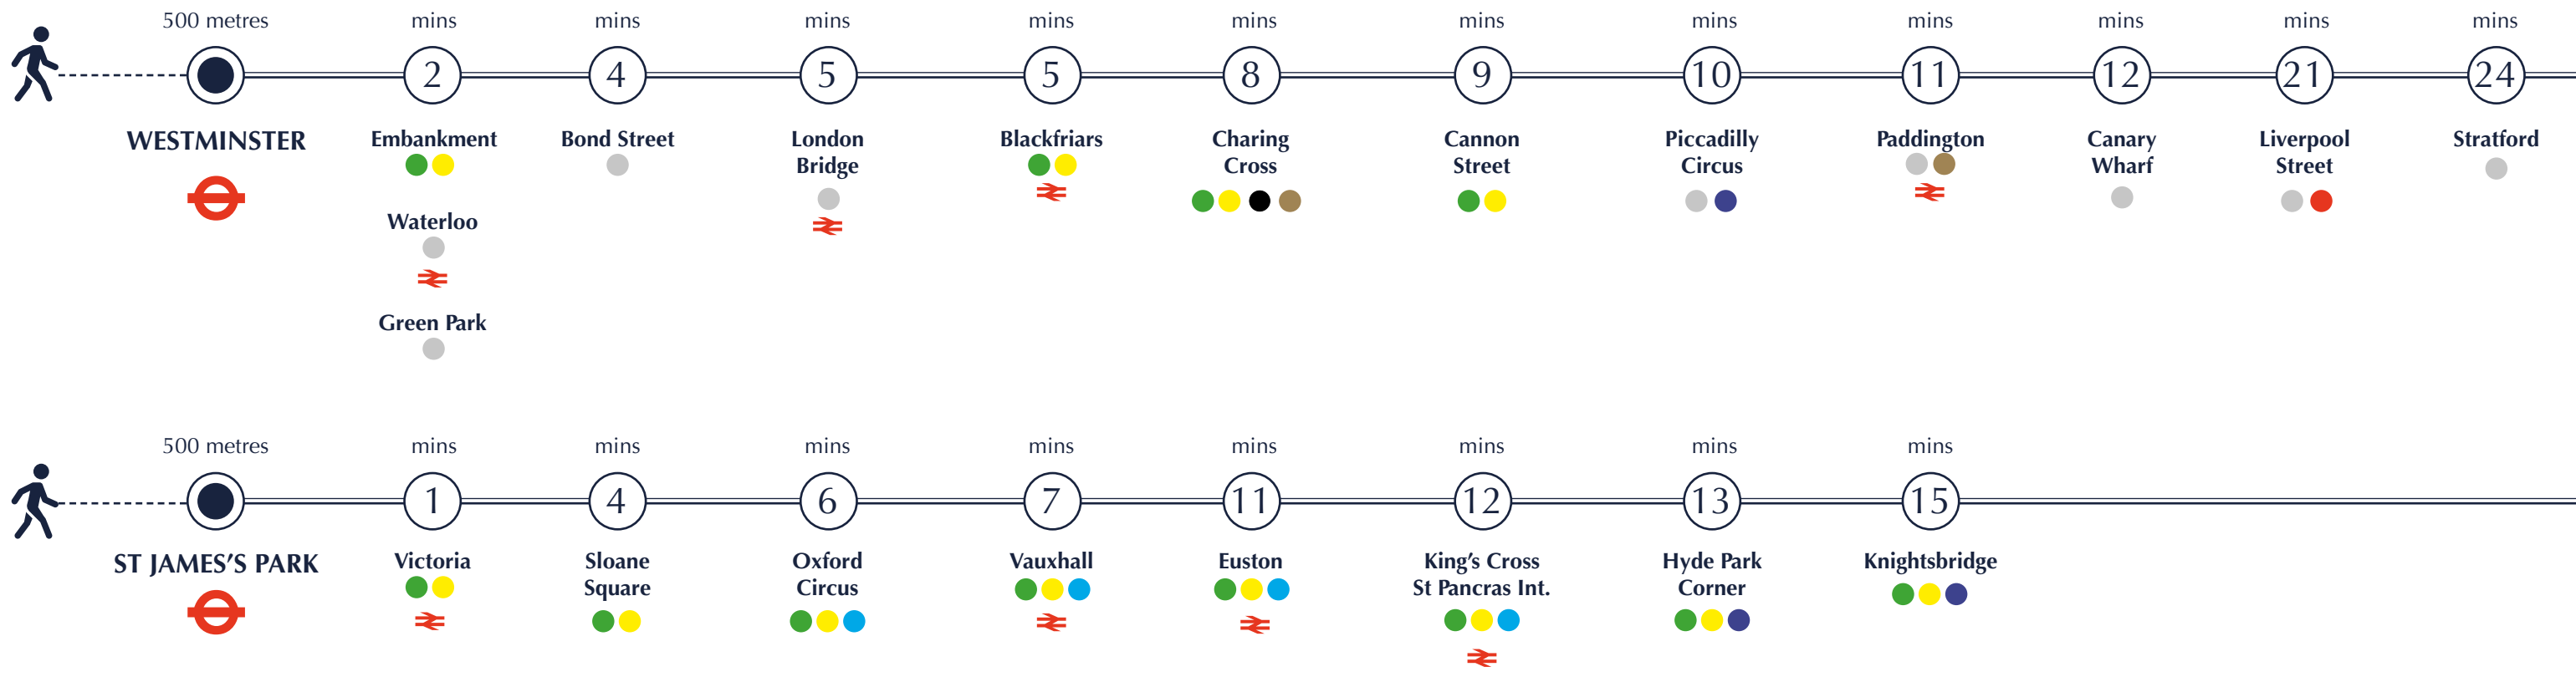 500 metres mins mins mins mins mins mins mins mins mins mins mins
2 4 5 5 8 9 10 11 12 21 24
WESTMINSTER
Embankment
Waterloo
Green Park
Bond Street
London
Bridge
Blackfriars
Charing
Cross
Cannon
Street
Piccadilly
Circus
Paddington
Canary
Wharf
Liverpool
Street
Stratford
500 metres mins mins mins mins mins mins mins mins
1 4 6 7 11 12 13 15
ST JAMES’S PARK
Victoria
Sloane
Square
Oxford
Circus
Vauxhall
Euston
King’s Cross
St Pancras Int.
Hyde Park
Corner
Knightsbridge